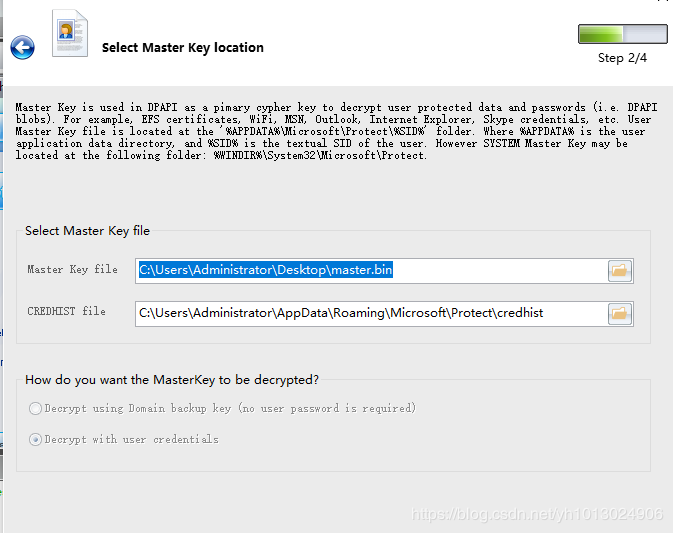 Select Master Key location
Step 2/4
Master Key is used in DPAPI as a pimary cypher key to decrypt user protected data and passwords (i.e. DPAPI
blobs). For example, EFS certificates, WiFi, MSN, Outlook, Internet Explorer, Skype credentials, etc. User
Master Key file is located at the '%APPDATA%\Microsoft\Protect\%SID%' folder. Where %APPDATA% is the user
application data directory, and %SID% is the textual SID of the user. However SYSTEM Master Key may be
located at the following folder: %WINDIR%\System32\Microsoft\Protect.
Select Master Key file
Master Key file
C:\Users\Administrator\Desktop\master.bin
CREDHIST file
C:\Users\Administrator\AppData\Roaming\Microsoft\Protect\credhist
How do you want the MasterKey to be decrypted?
Decrypt using Domain backup key (no user password is required)
Decrypt with user credentials
https://blog.csdn.net/yh1013024906